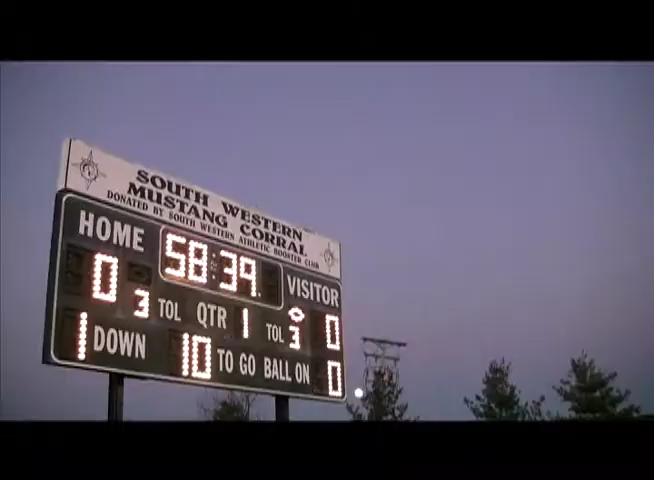 SOUTH WESTERN
MUSTANG CORRAL
DONATED BY SOUTH WESTERN ATHLETIC BOOSTER CLUB
HOME 58:39. VISITOR
0 3 TOL QTR 1 TOL 3 0
1 DOWN 10 TO GO BALL ON 0